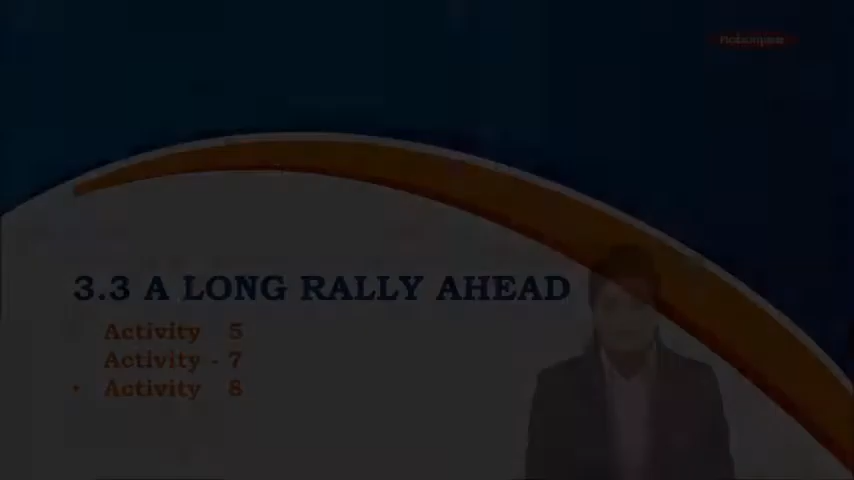 3.3 A LONG RALLY AHEAD
Activity 5
Activity - 7
• Activity 8